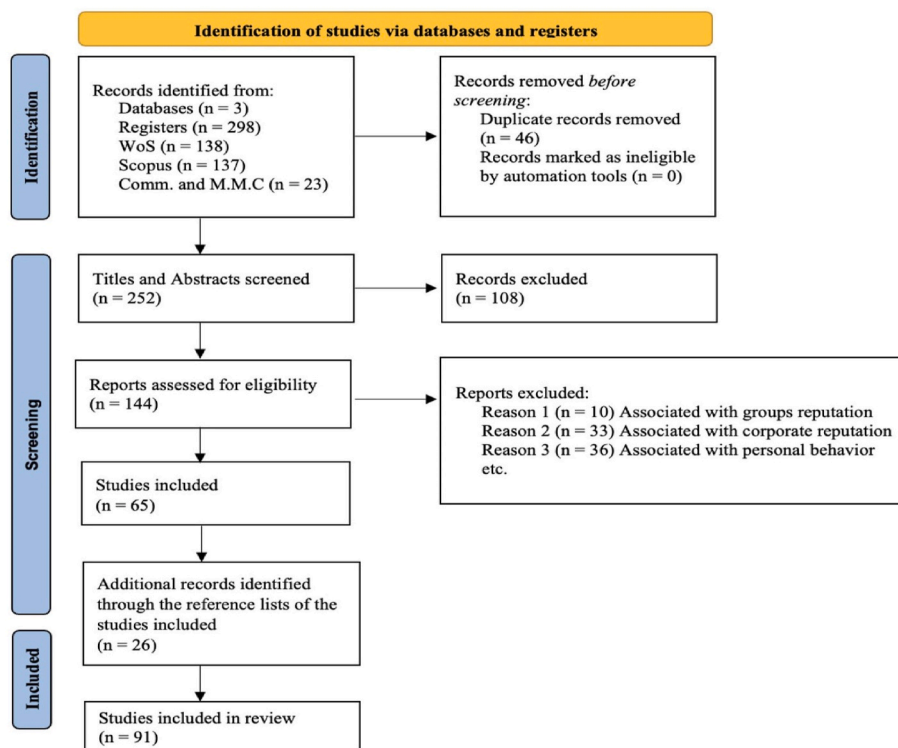 Identification of studies via databases and registers
Identification
Records identified from:
Databases (n = 3)
Registers (n = 298)
WoS (n = 138)
Scopus (n = 137)
Comm. and M.M.C (n = 23)
Records removed before
screening:
Duplicate records removed
(n = 46)
Records marked as ineligible
by automation tools (n = 0)
Screening
Titles and Abstracts screened
(n = 252)
Records excluded
(n = 108)
Reports assessed for eligibility
(n = 144)
Reports excluded:
Reason 1 (n = 10) Associated with groups reputation
Reason 2 (n = 33) Associated with corporate reputation
Reason 3 (n = 36) Associated with personal behavior
etc.
Studies included
(n = 65)
Additional records identified
through the reference lists of the
studies included
(n = 26)
Included
Studies included in review
(n = 91)